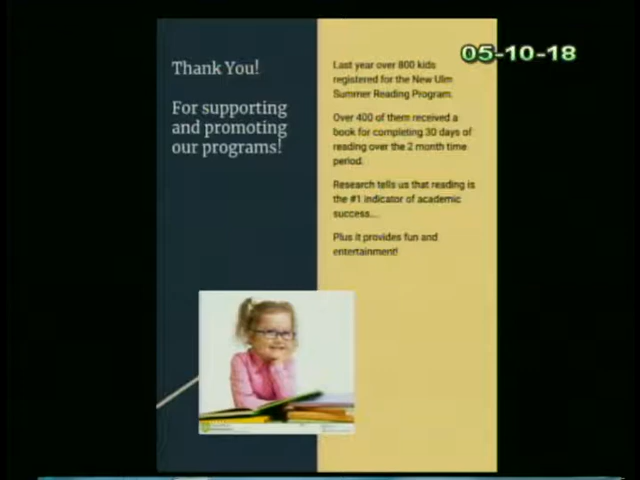 05-10-18
Thank You!
For supporting
and promoting
our programs!
Last year over 800 kids
registered for the New Ulm
Summer Reading Program.
Over 400 of them received a
book for completing 30 days of
reading over the 2 month time
period.
Research tells us that reading is
the #1 indicator of academic
success...
Plus it provides fun and
entertainment!